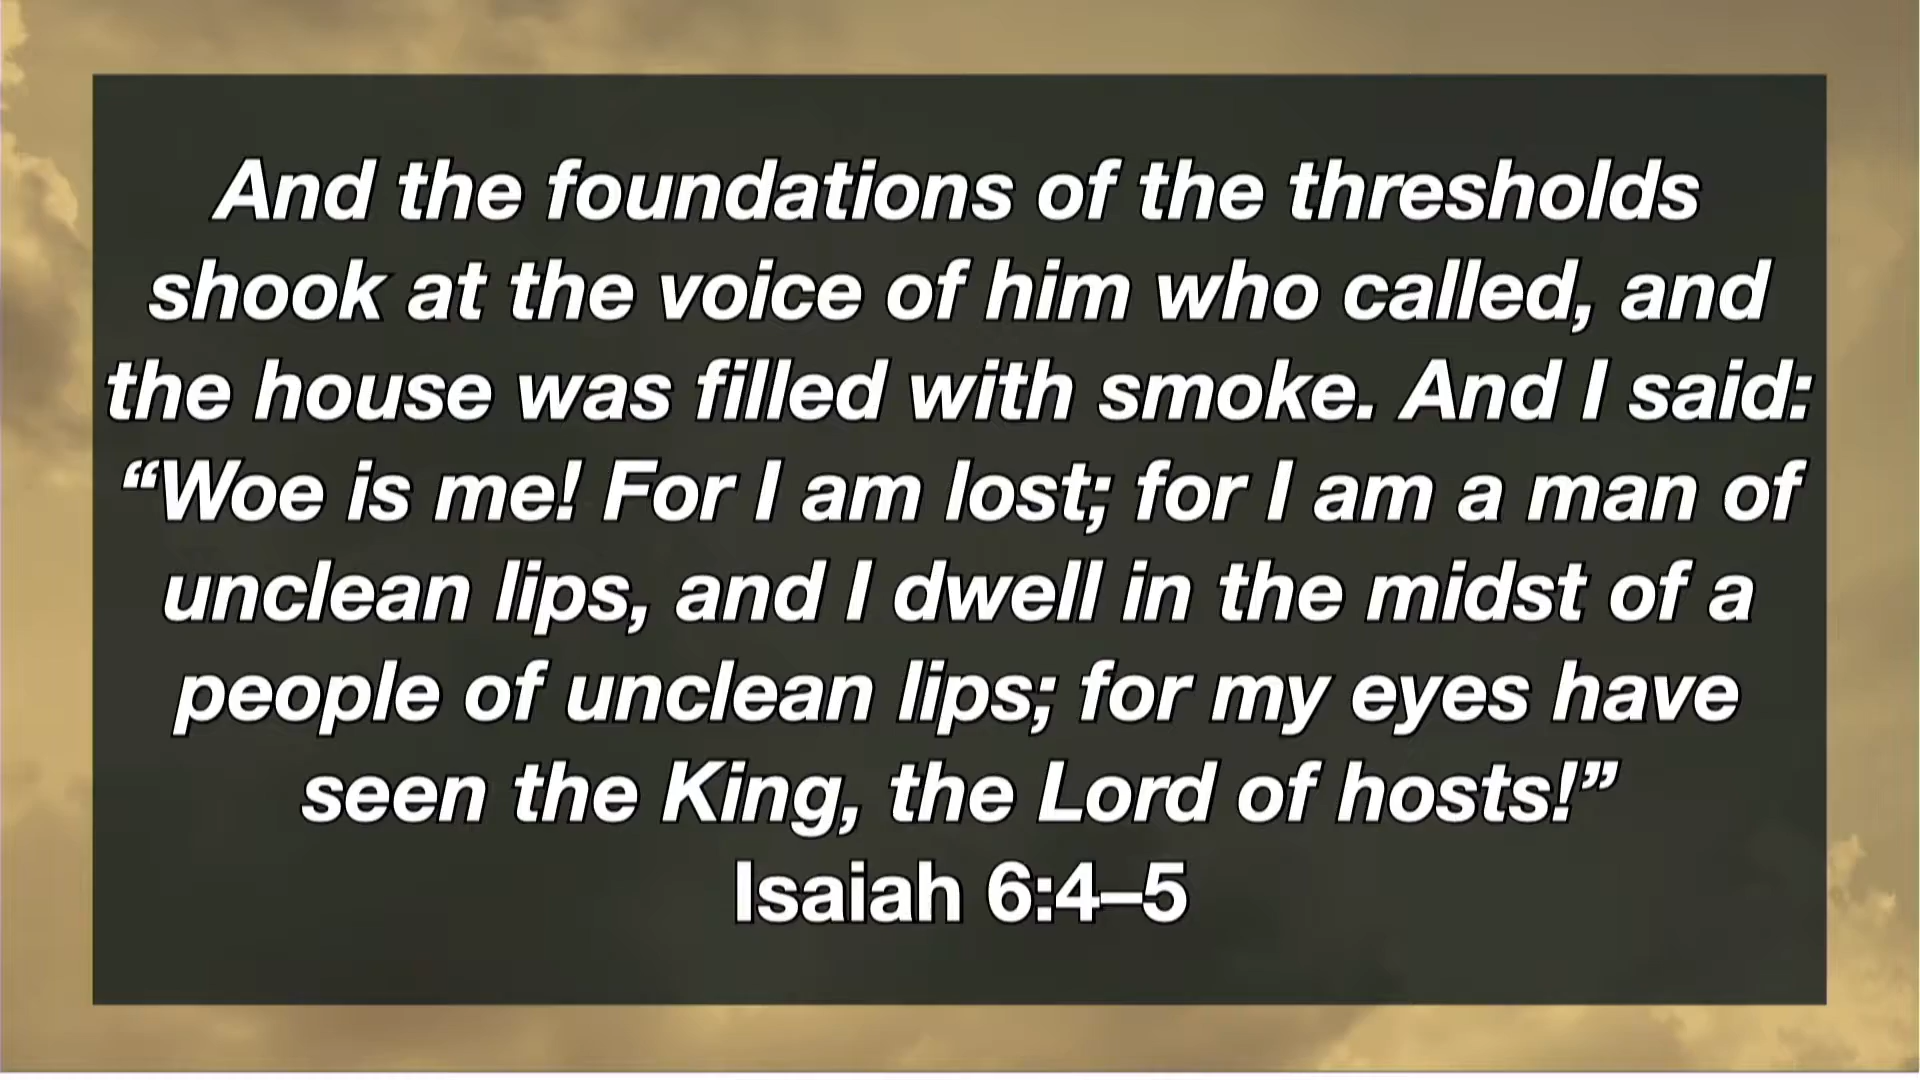 And the foundations of the thresholds
shook at the voice of him who called, and
the house was filled with smoke. And I said:
“Woe is me! For I am lost; for I am a man of
unclean lips, and I dwell in the midst of a
people of unclean lips; for my eyes have
seen the King, the Lord of hosts!”
Isaiah 6:4–5